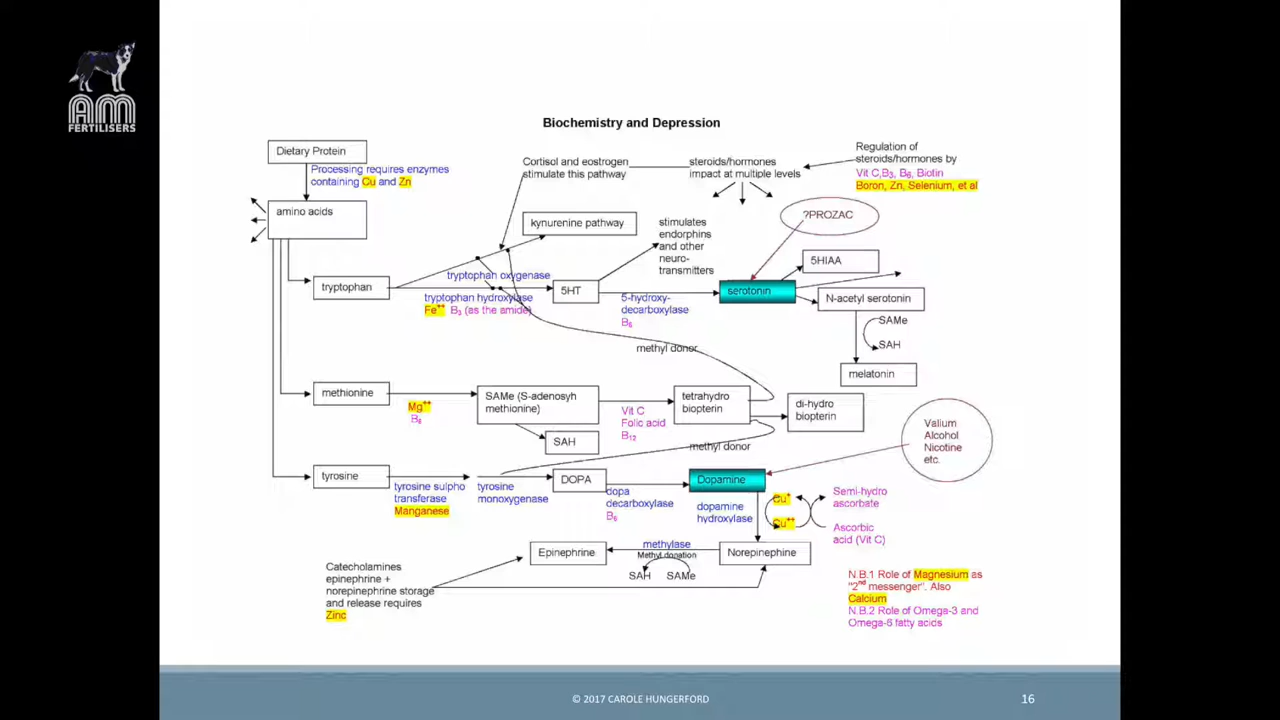 AM
FERTILISERS
Biochemistry and Depression
Dietary Protein
Processing requires enzymes
containing Cu and Zn
amino acids
Cortisol and eostrogen
stimulate this pathway
steroids/hormones
impact at multiple levels
Regulation of
steroids/hormones by
Vit C,B3, B6, Biotin
Boron, Zn, Selenium, et al
kynurenine pathway
stimulates
endorphins
and other
neuro-
transmitters
?PROZAC
5HIAA
tryptophan
tryptophan oxygenase
tryptophan hydroxylase
Fe++ B3 (as the amide)
5HT
5-hydroxy-
decarboxylase
B6
serotonin
N-acetyl serotonin
SAMe
SAH
melatonin
methyl donor
methionine
Mg++
B6
SAMe (S-adenosyh
methionine)
SAH
Vit C
Folic acid
B12
tetrahydro
biopterin
di-hydro
biopterin
methyl donor
Valium
Alcohol
Nicotine
etc.
tyrosine
tyrosine sulpho
transferase
Manganese
tyrosine
monoxygenase
DOPA
dopa
decarboxylase
B6
Dopamine
dopamine
hydroxylase
Cu+
Cu++
Semi-hydro
ascorbate
Ascorbic
acid (Vit C)
Epinephrine
methylase
Methyl donation
SAH SAMe
Norepinephine
Catecholamines
epinephrine +
norepinephrine storage
and release requires
Zinc
N.B.1 Role of Magnesium as
"2nd messenger". Also
Calcium
N.B.2 Role of Omega-3 and
Omega-6 fatty acids
© 2017 CAROLE HUNGERFORD
16